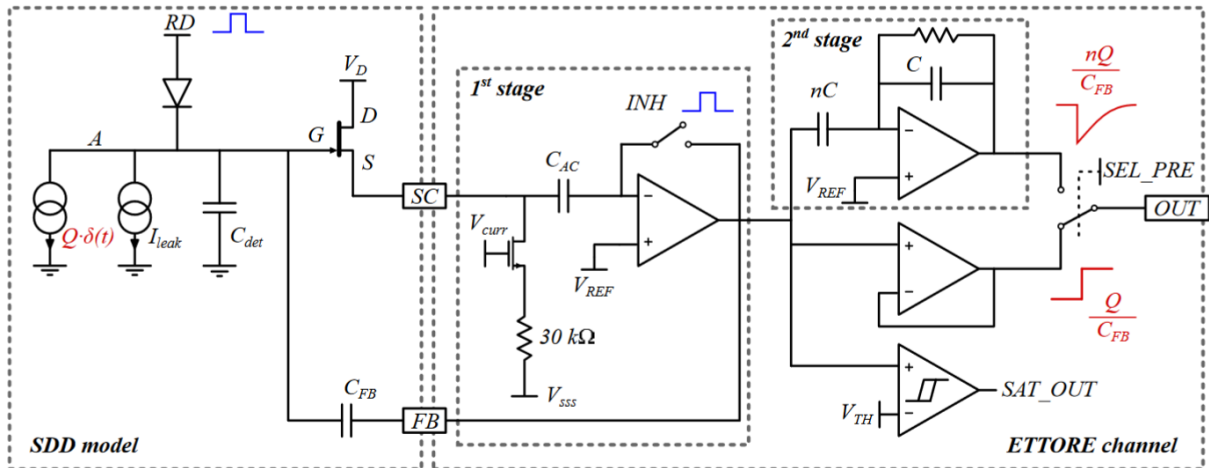 RD
V_D
D
G
S
A
Q·δ(t)
I_leak
C_det
C_FB
SDD model
SC
FB
1st stage
INH
C_AC
V_curr
V_REF
30 kΩ
V_sss
2nd stage
C
nC
V_REF
nQ
C_FB
SEL_PRE
OUT
Q
C_FB
V_TH
SAT_OUT
ETTORE channel